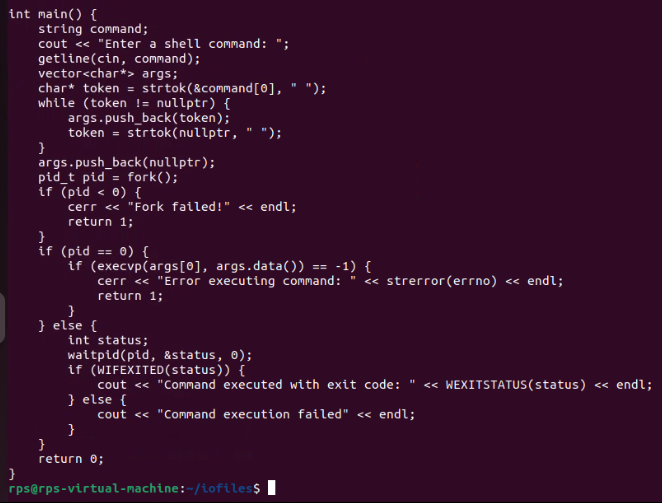 int main() {
    string command;
    cout << "Enter a shell command: ";
    getline(cin, command);
    vector<char*> args;
    char* token = strtok(&command[0], " ");
    while (token != nullptr) {
        args.push_back(token);
        token = strtok(nullptr, " ");
    }
    args.push_back(nullptr);
    pid_t pid = fork();
    if (pid < 0) {
        cerr << "Fork failed!" << endl;
        return 1;
    }
    if (pid == 0) {
        if (execvp(args[0], args.data()) == -1) {
            cerr << "Error executing command: " << strerror(errno) << endl;
            return 1;
        }
    } else {
        int status;
        waitpid(pid, &status, 0);
        if (WIFEXITED(status)) {
            cout << "Command executed with exit code: " << WEXITSTATUS(status) << endl;
        } else {
            cout << "Command execution failed" << endl;
        }
    }
    return 0;
}
rps@rps-virtual-machine:~/iofiles$